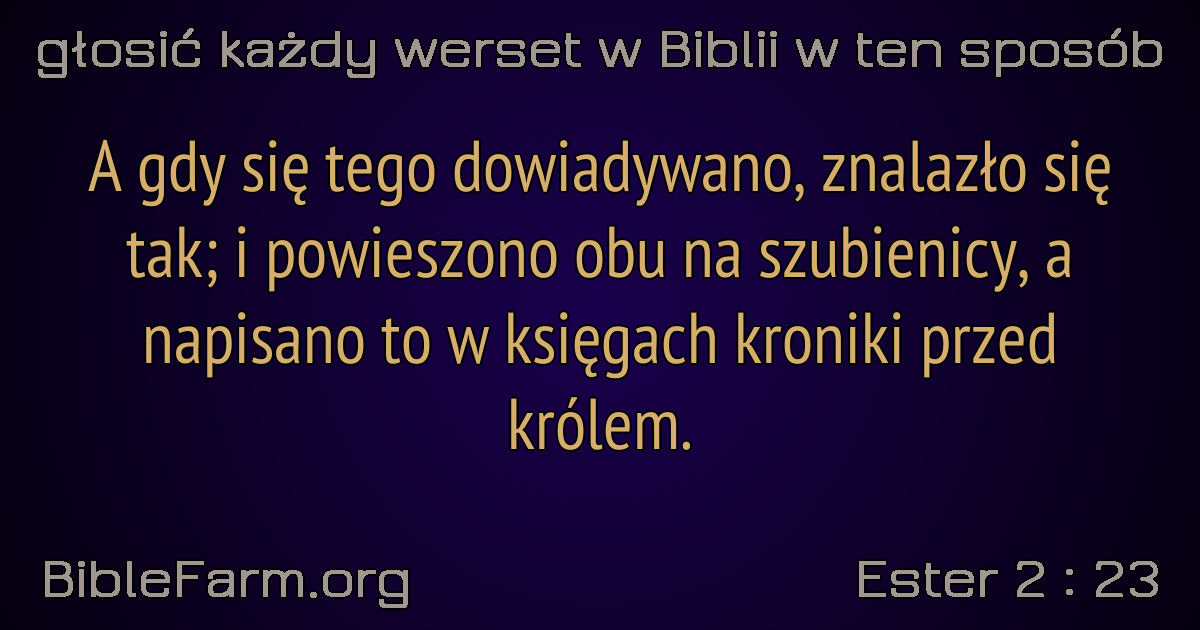 głosić każdy werset w Biblii w ten sposób
A gdy się tego dowiadywano, znalazło się
tak; i powieszono obu na szubienicy, a
napisano to w księgach kroniki przed
królem.
BibleFarm.org
Ester 2 : 23